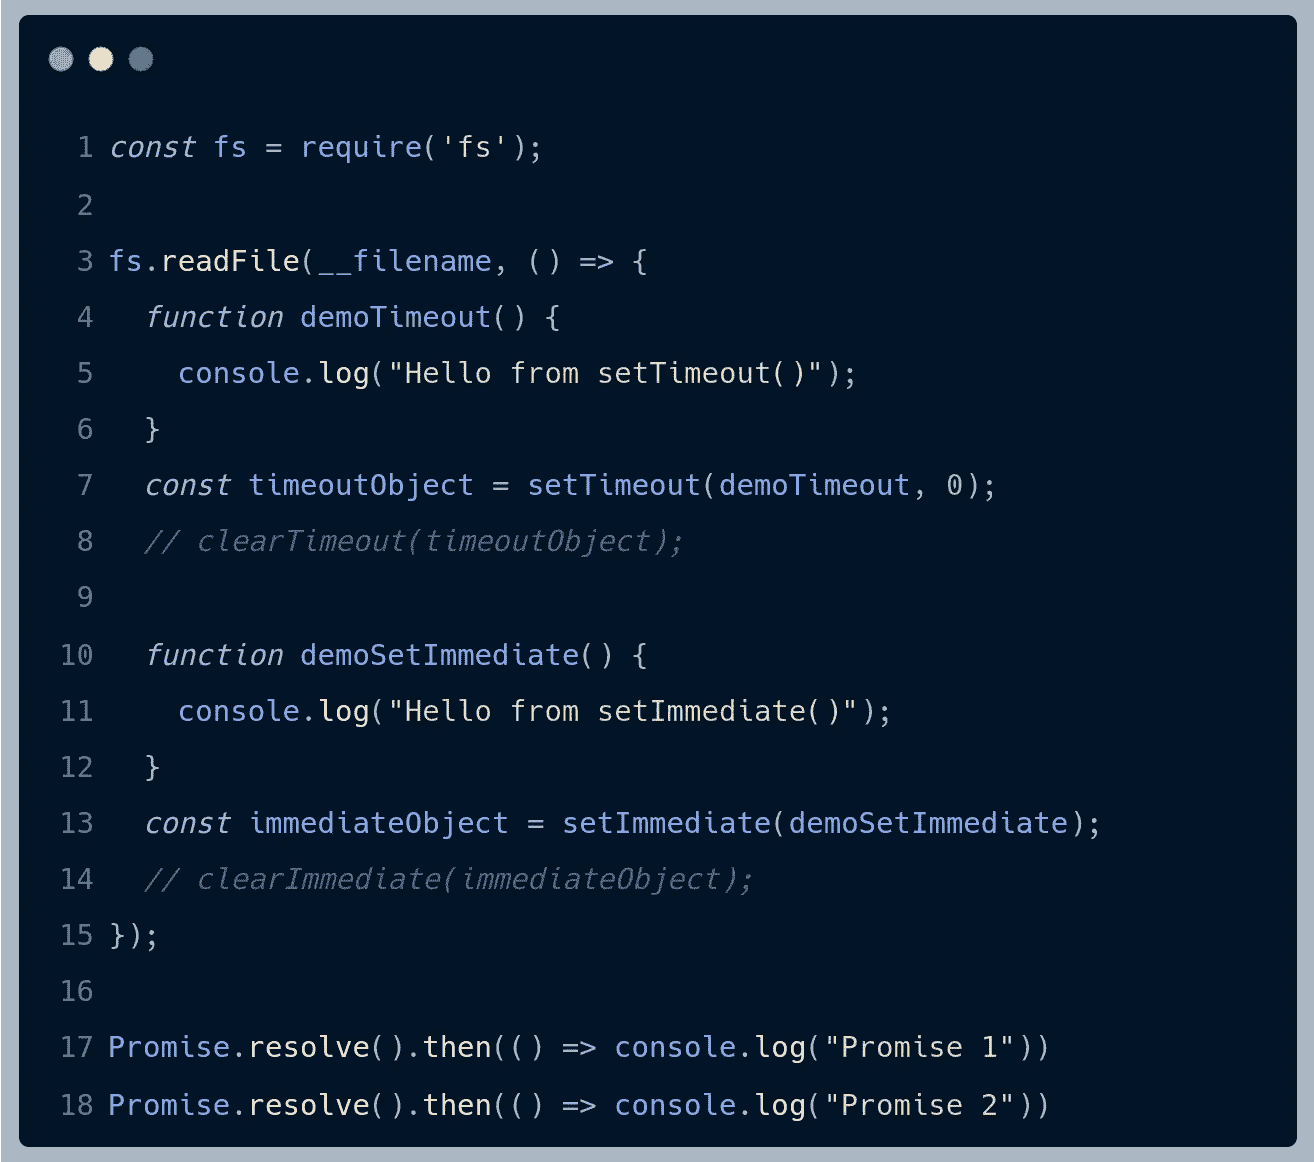 1 const fs = require('fs');
2
3 fs.readFile(__filename, () => {
4   function demoTimeout() {
5     console.log("Hello from setTimeout()");
6   }
7   const timeoutObject = setTimeout(demoTimeout, 0);
8   // clearTimeout(timeoutObject);
9
10   function demoSetImmediate() {
11     console.log("Hello from setImmediate()");
12   }
13   const immediateObject = setImmediate(demoSetImmediate);
14   // clearImmediate(immediateObject);
15 });
16
17 Promise.resolve().then(() => console.log("Promise 1"))
18 Promise.resolve().then(() => console.log("Promise 2"))